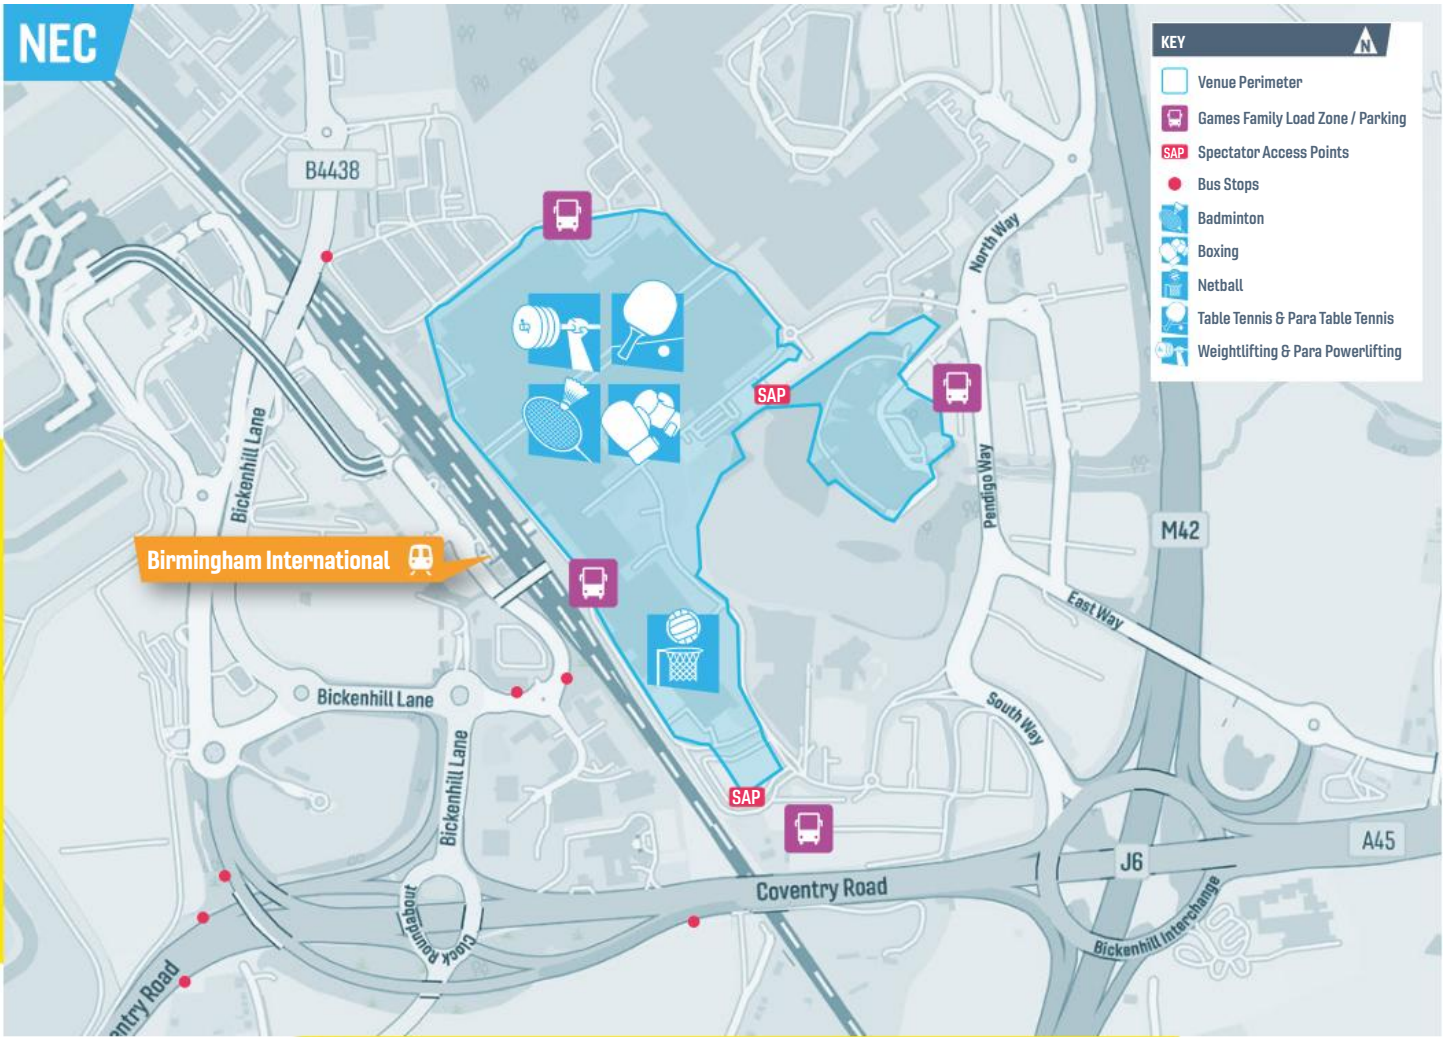 NEC
KEY
N
Venue Perimeter
Games Family Load Zone / Parking
SAP Spectator Access Points
Bus Stops
Badminton
Boxing
Netball
Table Tennis & Para Table Tennis
Weightlifting & Para Powerlifting
B4438
North Way
SAP
Bickenhill Lane
Pendigo Way
M42
Birmingham International
East Way
Bickenhill Lane
South Way
Bickenhill Lane
SAP
A45
J6
Coventry Road
Bickenhill Interchange
Clock Roundabout
entry Road